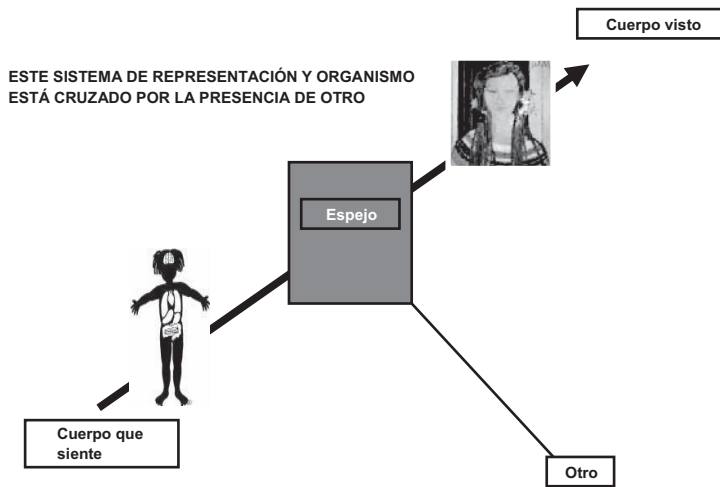 Cuerpo visto
ESTE SISTEMA DE REPRESENTACIÓN Y ORGANISMO
ESTÁ CRUZADO POR LA PRESENCIA DE OTRO
Espejo
Cuerpo que
siente
Otro